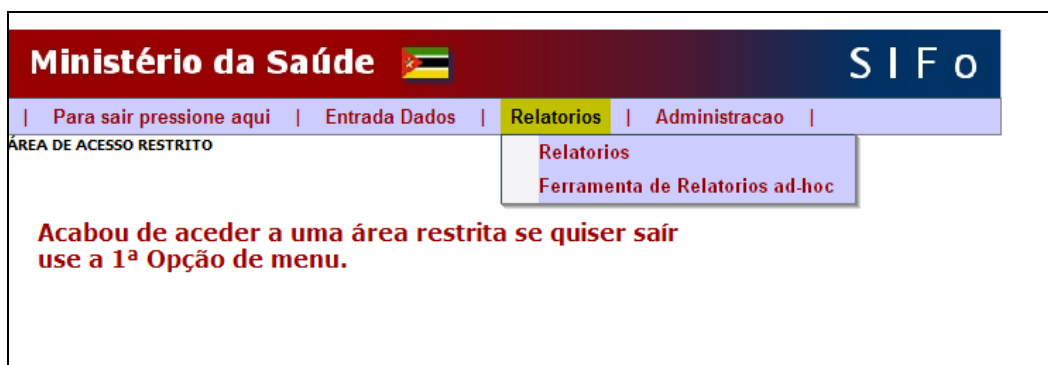 Ministério da Saúde S I F o
| Para sair pressione aqui | Entrada Dados | Relatorios | Administracao |
ÁREA DE ACESSO RESTRITO
Relatorios
Ferramenta de Relatorios ad-hoc
Acabou de aceder a uma área restrita se quiser saír
use a 1ª Opção de menu.